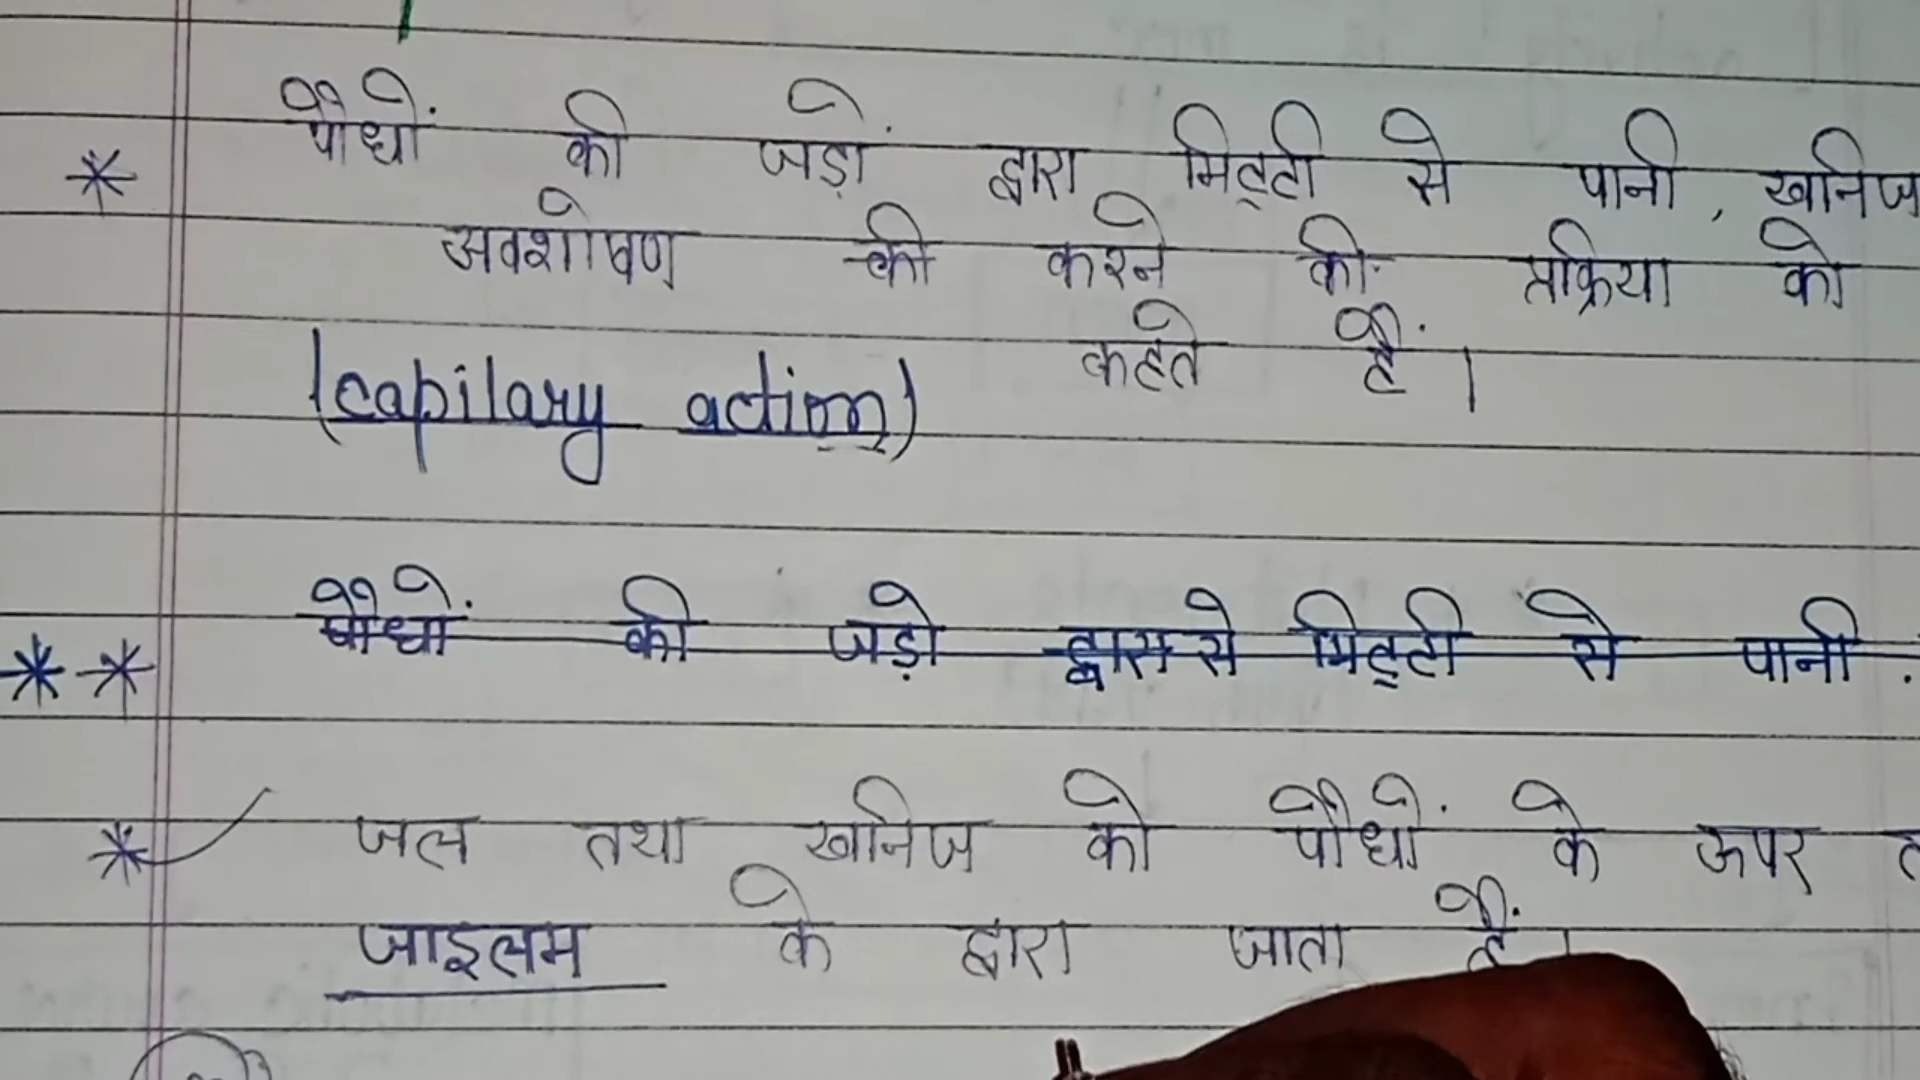 * पौधों की जड़ों द्वारा मिट्टी से पानी, खनिज
अवशोषण की करने की प्रक्रिया को
(capilary action) कहते हैं।
** पौधों की जड़ो द्वारा से मिट्टी से पानी.
* जल तथा खनिज को पौधों के ऊपर त
जाइलम के द्वारा जाता हैं।